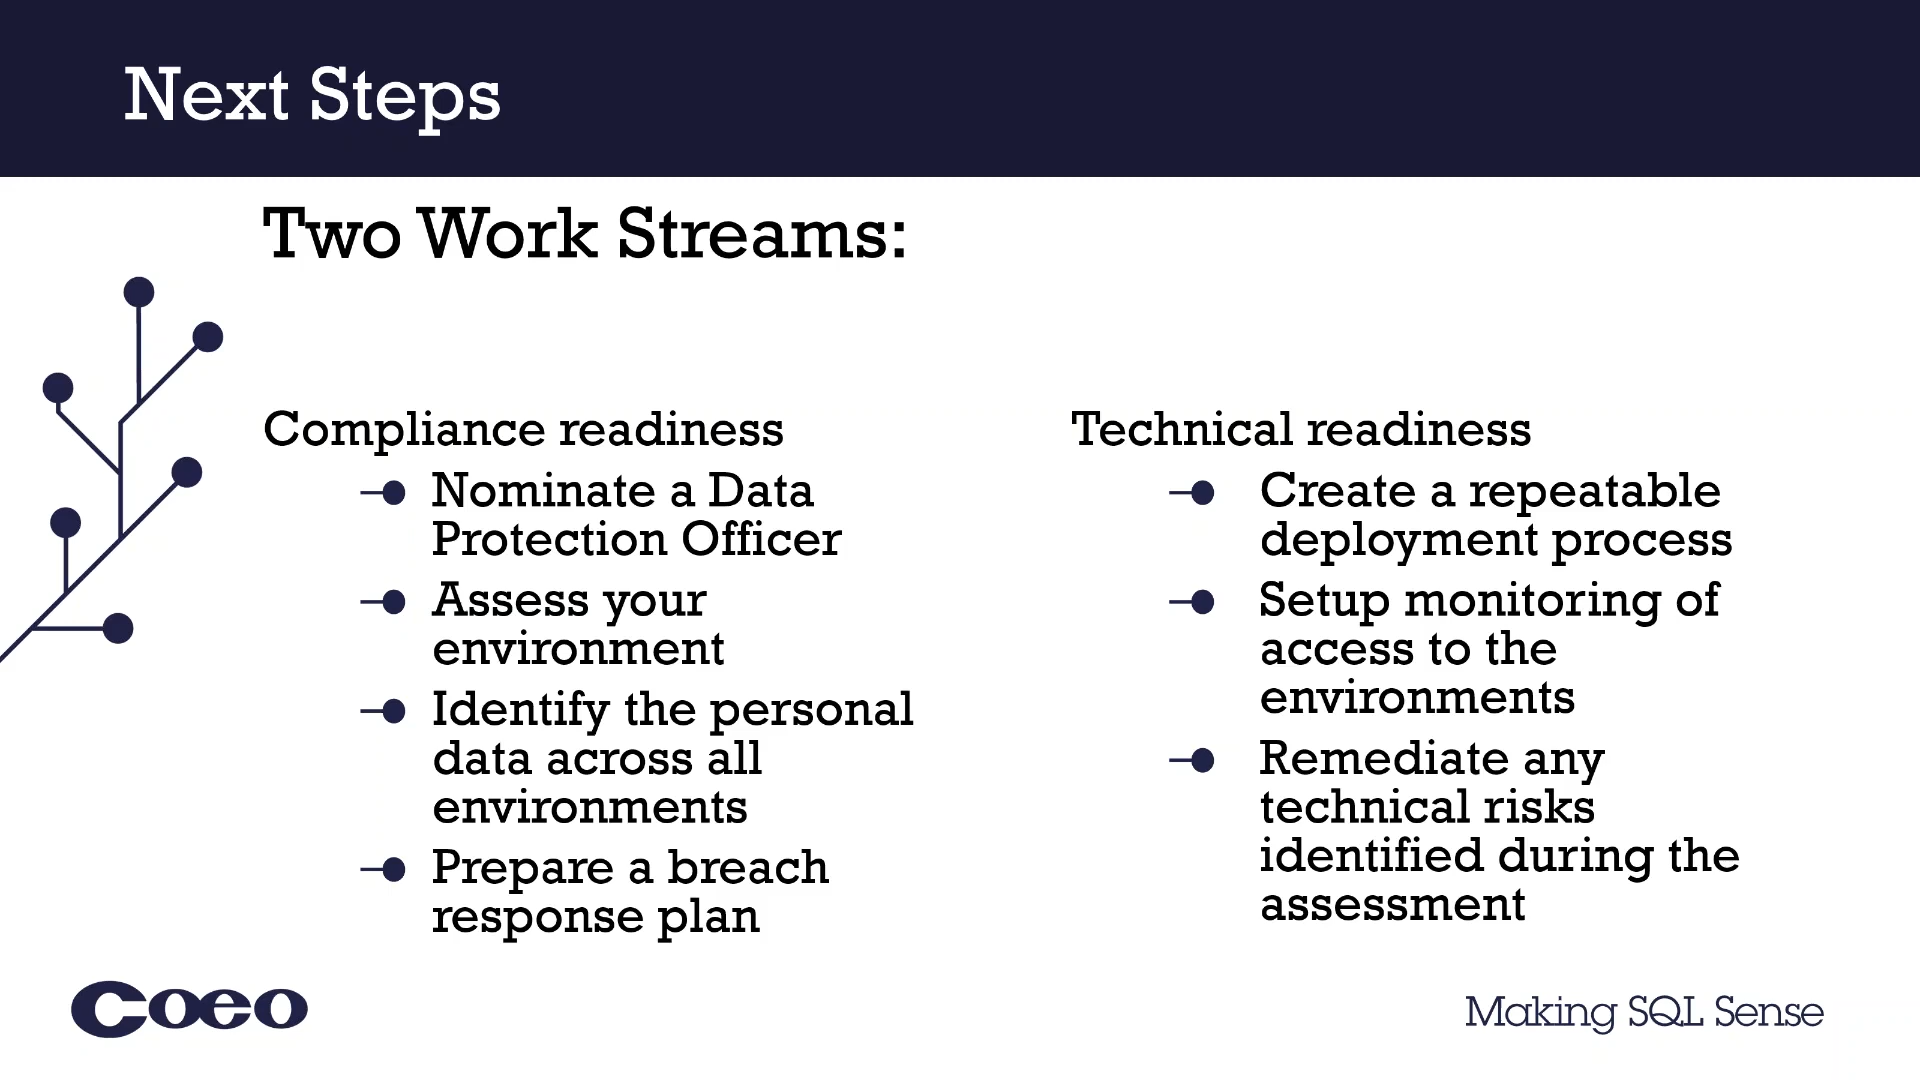 Next Steps
Two Work Streams:
Compliance readiness
Nominate a Data
Protection Officer
Assess your
environment
Identify the personal
data across all
environments
Prepare a breach
response plan
Technical readiness
Create a repeatable
deployment process
Setup monitoring of
access to the
environments
Remediate any
technical risks
identified during the
assessment
Coeo
Making SQL Sense